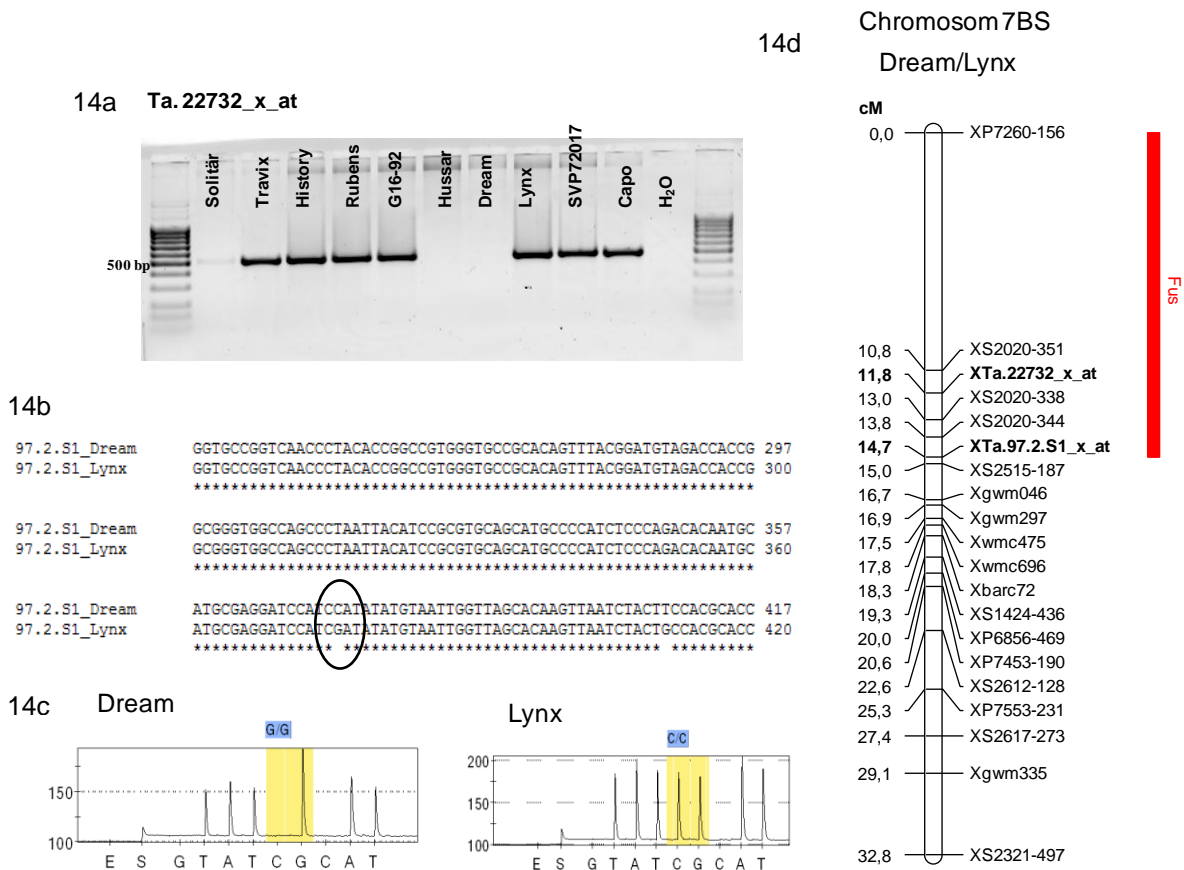 14a Ta.22732_x_at
Solitär
Travix
History
Rubens
G16-92
Hussar
Dream
Lynx
SVP72017
Capo
H₂O
500 bp
14b
97.2.S1_Dream GGTGCCGGTCAACCCTACACCGGCCGTGGGTGCCGCACAGTTTACGGATGTAGACCACCG 297
97.2.S1_Lynx GGTGCCGGTCAACCCTACACCGGCCGTGGGTGCCGCACAGTTTACGGATGTAGACCACCG 300
************************************************************
97.2.S1_Dream GCGGGTGGCCAGCCCTAATTACATCCGCGTGCAGCATGCCCCATCTCCCAGACACAATGC 357
97.2.S1_Lynx GCGGGTGGCCAGCCCTAATTACATCCGCGTGCAGCATGCCCCATCTCCCAGACACAATGC 360
************************************************************
97.2.S1_Dream ATGCGAGGATCCATCCATATATGTAATTGGTTAGCACAAGTTAATCTACTTCCACGCACC 417
97.2.S1_Lynx ATGCGAGGATCCATCGATATATGTAATTGGTTAGCACAAGTTAATCTACTGCCACGCACC 420
*************** ********************************** *********
14c Dream
G/G
150
100
E S G T A T C G C A T
Lynx
C/C
200
150
100
E S G T A T C G C A T
14d
Chromosom 7BS
Dream/Lynx
cM
0,0 XP7260-156
10,8 XS2020-351
11,8 XTa.22732_x_at
13,0 XS2020-338
13,8 XS2020-344
14,7 XTa.97.2.S1_x_at
15,0 XS2515-187
16,7 Xgwm046
16,9 Xgwm297
17,5 Xwmc475
17,8 Xwmc696
18,3 Xbarc72
19,3 XS1424-436
20,0 XP6856-469
20,6 XP7453-190
22,6 XS2612-128
25,3 XP7553-231
27,4 XS2617-273
29,1 Xgwm335
32,8 XS2321-497
Fus